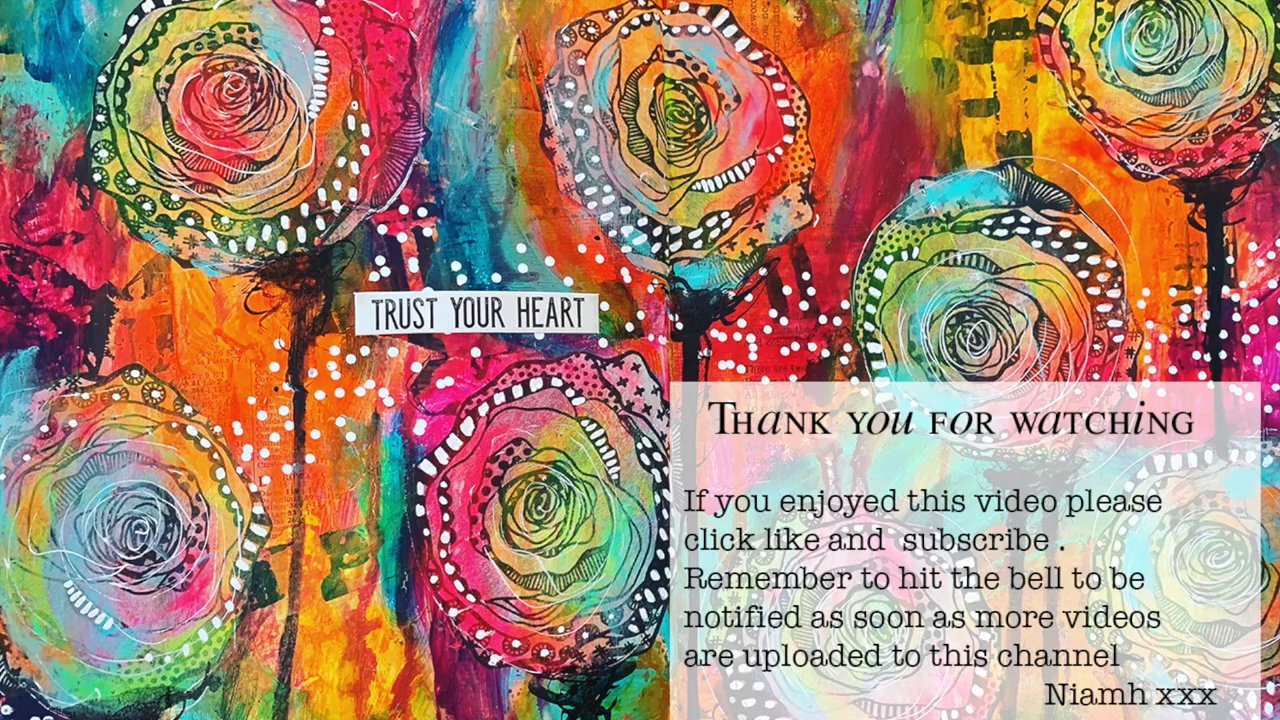 TRUST YOUR HEART
THANK YOU FOR WATCHING
If you enjoyed this video please
click like and subscribe .
Remember to hit the bell to be
notified as soon as more videos
are uploaded to this channel
Niamh xxx